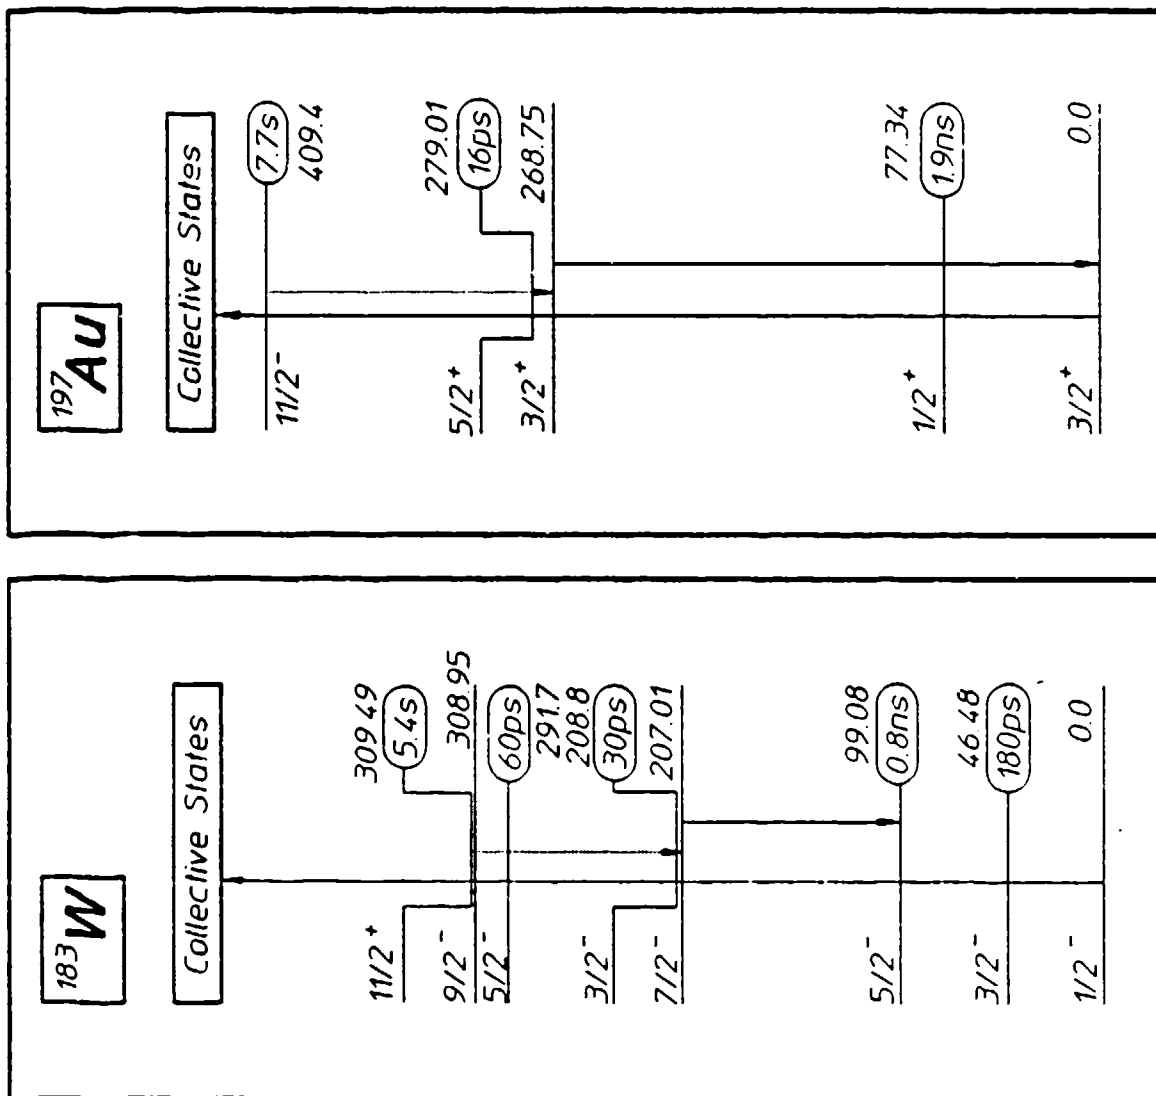 197Au
Collective States
11/2-
7.7s
409.4
5/2+
279.01
16ps
3/2+
268.75
1/2+
77.34
1.9ns
3/2+
0.0
183W
Collective States
11/2+
309.49
5.4s
9/2-
308.95
5/2-
60ps
291.7
3/2-
208.8
30ps
7/2-
207.01
5/2-
99.08
0.8ns
3/2-
46.48
180ps
1/2-
0.0